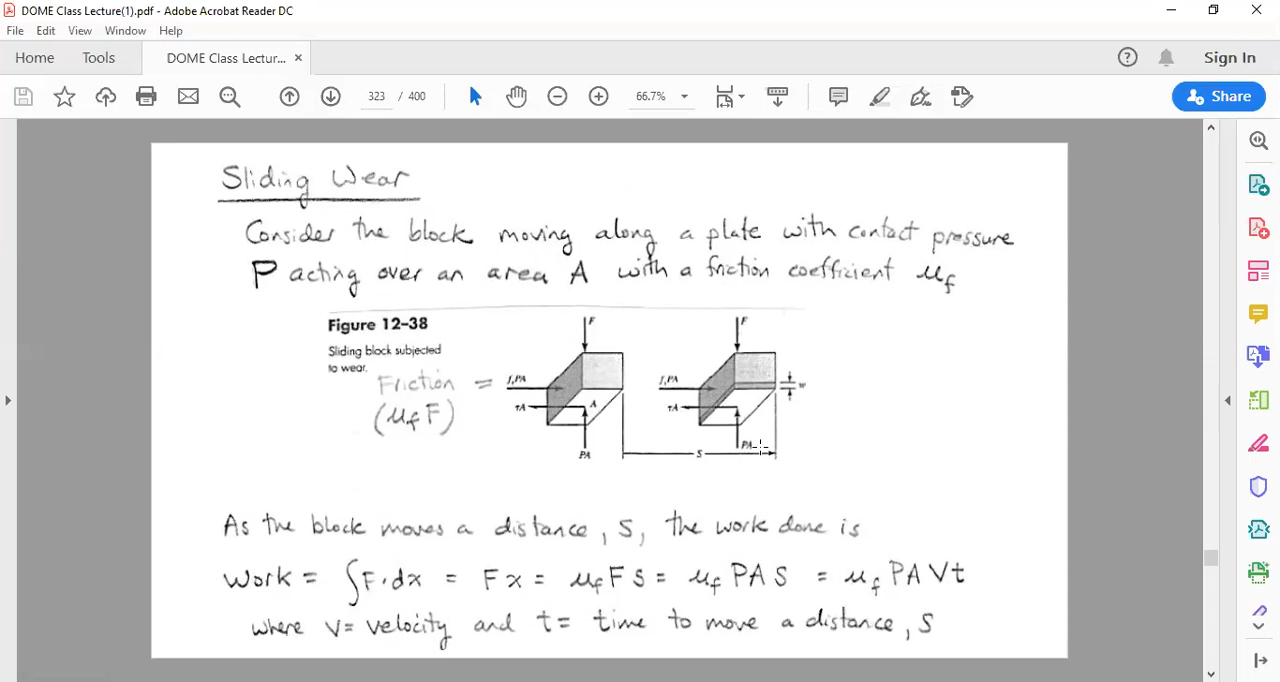 DOME Class Lecture(1).pdf - Adobe Acrobat Reader DC
File Edit View Window Help
Home Tools DOME Class Lectur... ×
Sign In
323 / 400
66.7%
Share
Sliding Wear
Consider the block moving along a plate with contact pressure
P acting over an area A with a friction coefficient μf
Figure 12-38
Sliding block subjected
to wear.
Friction =
(μf F)
F
fₛPA
τA
A
PA
F
fₛPA
τA
PA
w
S
As the block moves a distance, S, the work done is
Work = ∫F·dx = Fx = μf F S = μf PAS = μf PAVt
where V= velocity and t= time to move a distance, S